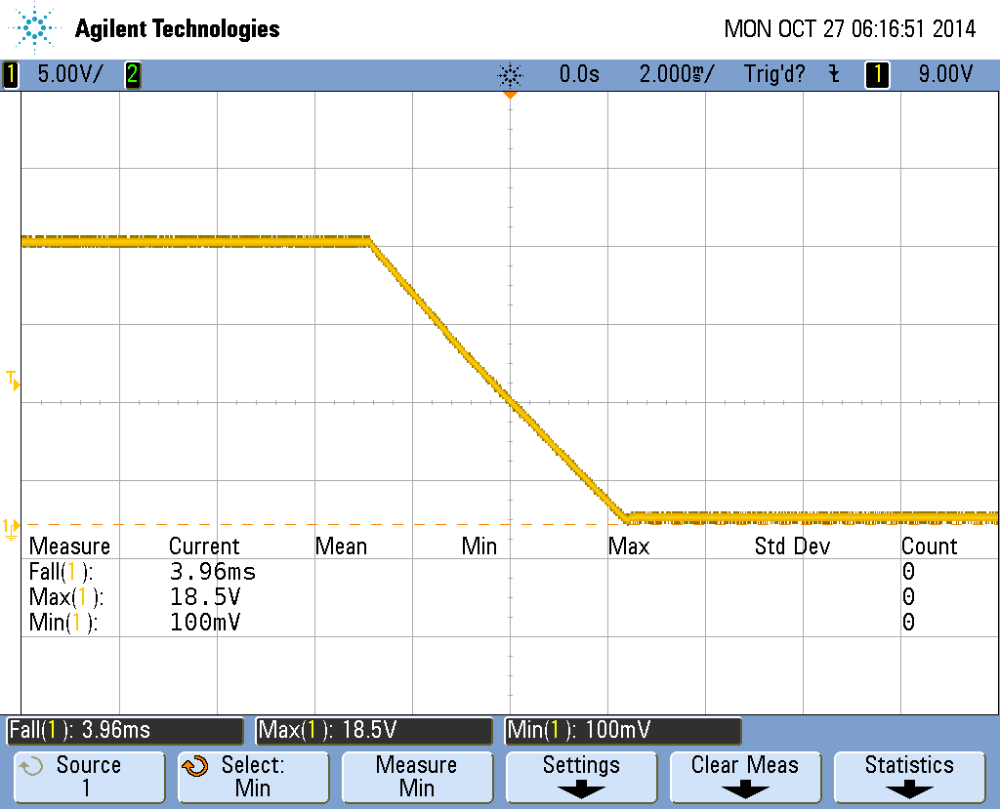 Agilent Technologies MON OCT 27 06:16:51 2014
1 5.00V/ 2 0.0s 2.000ms/ Trig'd? 1 9.00V
T
1
Measure Current Mean Min Max Std Dev Count
Fall(1): 3.96ms 0
Max(1): 18.5V 0
Min(1): 100mV 0
Fall(1): 3.96ms Max(1): 18.5V Min(1): 100mV
Source Select: Measure Settings Clear Meas Statistics
1 Min Min